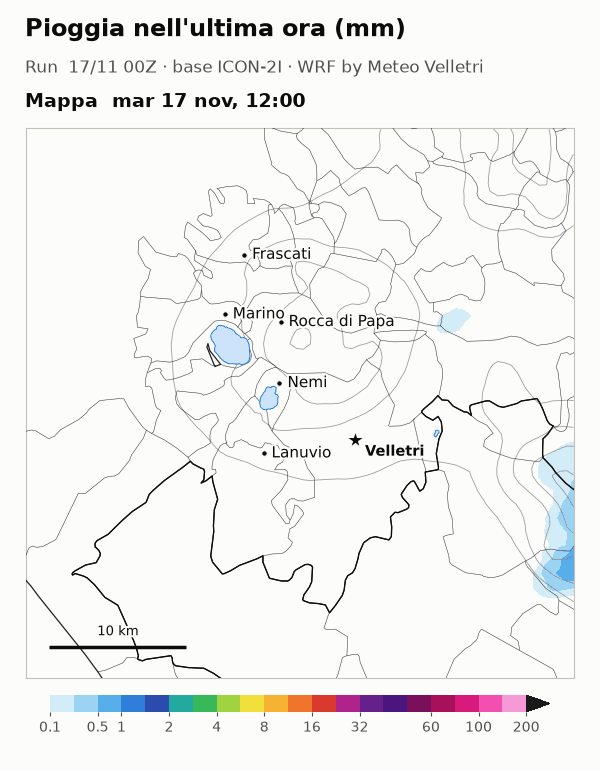 Pioggia nell'ultima ora (mm)
Run  17/11 00Z · base ICON-2I · WRF by Meteo Velletri
Mappa  mar 17 nov, 12:00
Frascati
Marino
Rocca di Papa
Nemi
Velletri
Lanuvio
10 km
0.1 0.5 1 2 4 8 16 32 60 100 200